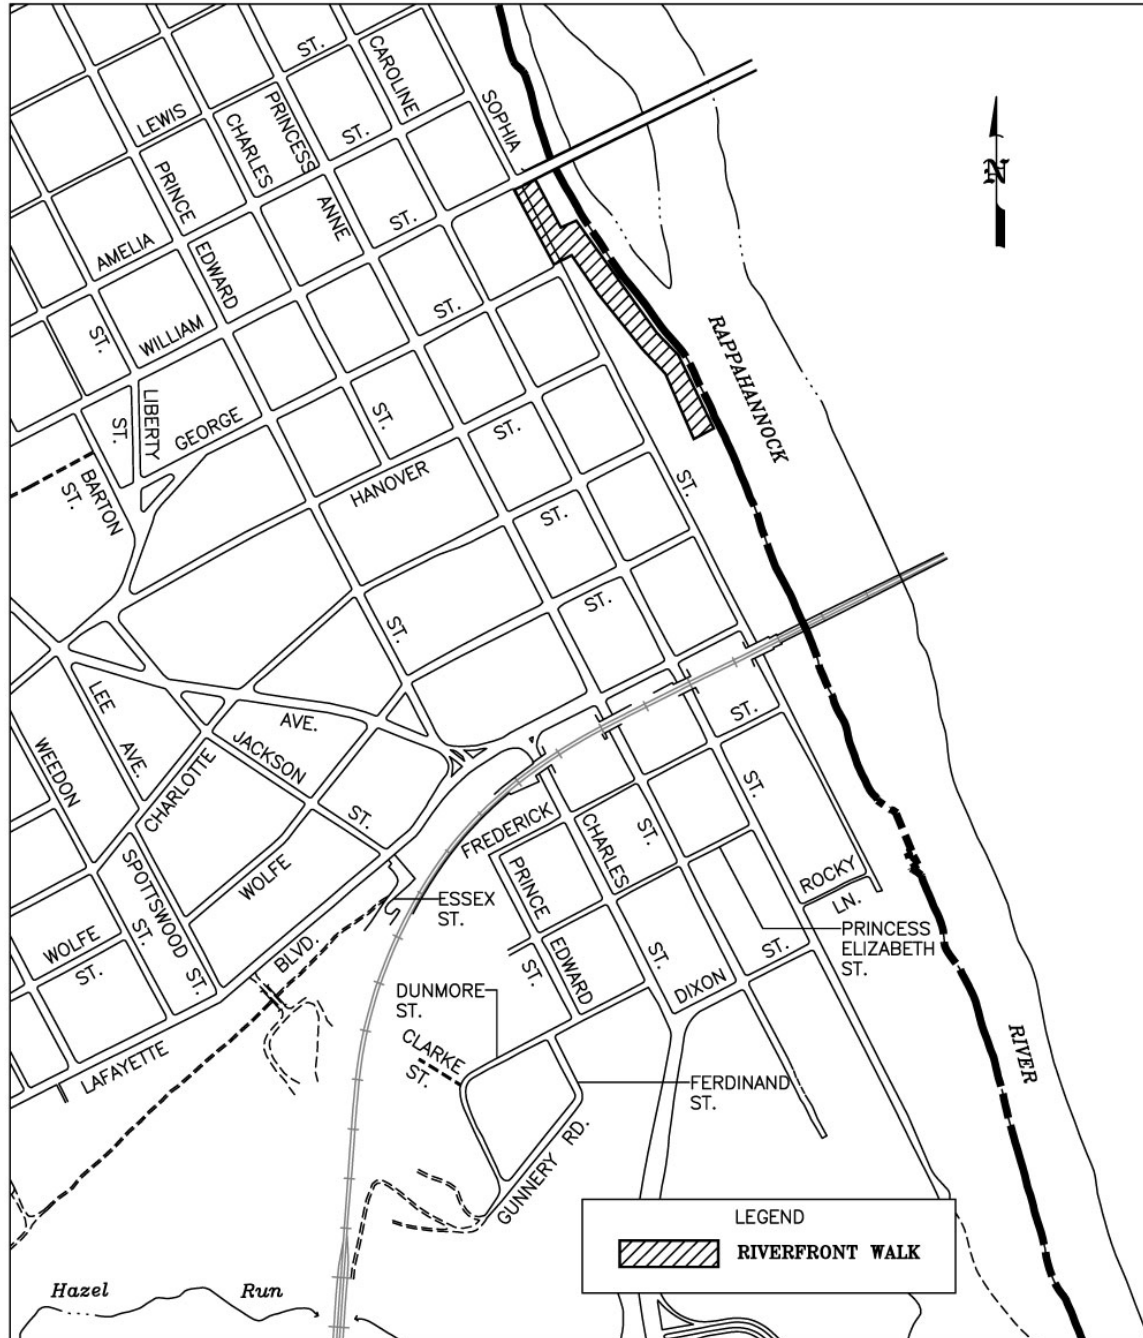 ST.
CAROLINE
LEWIS
PRINCESS
CHARLES
ST.
SOPHIA
N
PRINCE
ANNE
ST.
AMELIA
EDWARD
ST.
WILLIAM
ST.
RAPPAHANNOCK
LIBERTY
ST.
GEORGE
ST.
ST.
BARTON
ST.
HANOVER
ST.
ST.
ST.
ST.
LEE
AVE.
AVE.
ST.
WEEDON
JACKSON
CHARLOTTE
ST.
ST.
FREDERICK
CHARLES
ST.
SPOTTSWOOD
ST.
WOLFE
PRINCE
ROCKY
LN.
ESSEX
ST.
WOLFE
ST.
ST.
BLVD.
EDWARD
ST.
ST.
ST.
PRINCESS
ELIZABETH
ST.
DIXON
DUNMORE
ST.
CLARKE
ST.
LAFAYETTE
FERDINAND
ST.
RIVER
GUNNERY RD.
LEGEND
RIVERFRONT WALK
Hazel Run